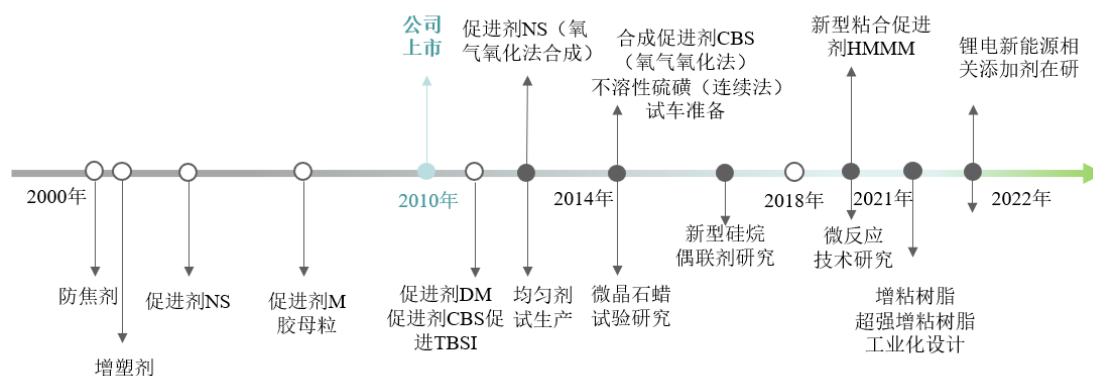 公司
上市
促进剂NS（氧
气氧化法合成）
合成促进剂CBS
（氧气氧化法）
不溶性硫磺（连续法）
试车准备
新型粘合促进
剂HMMM
锂电新能源相
关添加剂在研
2000年
2010年
2014年
2018年
2021年
2022年
防焦剂
增塑剂
促进剂NS
促进剂M
胶母粒
促进剂DM
促进剂CBS促
进TBSI
均匀剂
试生产
微晶石蜡
试验研究
新型硅烷
偶联剂研究
微反应
技术研究
增粘树脂
超强增粘树脂
工业化设计